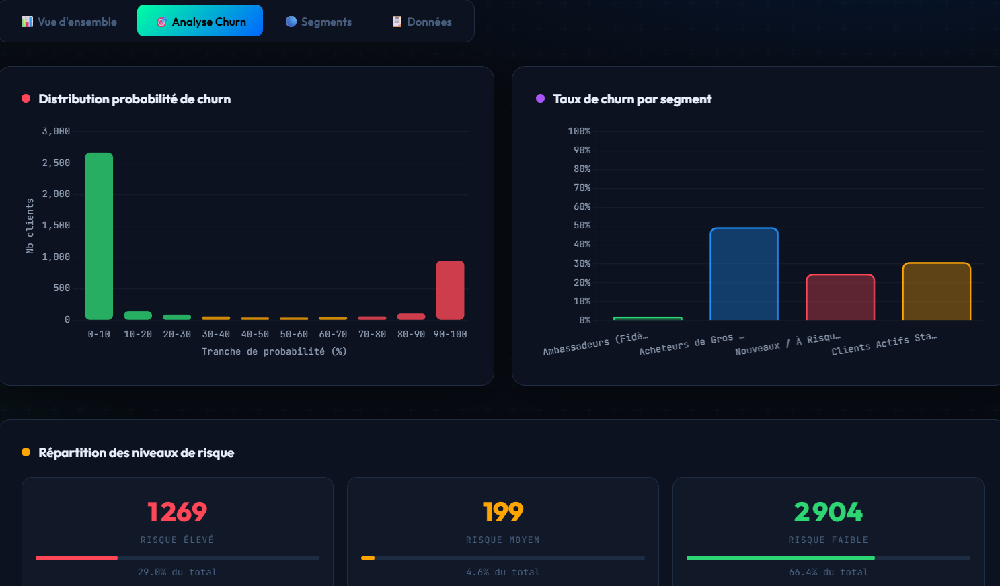 Vue d'ensemble
Analyse Churn
Segments
Données
Distribution probabilité de churn
3,000
2,500
2,000
1,500
1,000
500
0
Nb clients
0-10 10-20 20-30 30-40 40-50 50-60 60-70 70-80 80-90 90-100
Tranche de probabilité (%)
Taux de churn par segment
100%
90%
80%
70%
60%
50%
40%
30%
20%
10%
0%
Ambassadeurs (Fidè…
Acheteurs de Gros …
Nouveaux / À Risqu…
Clients Actifs Sta…
Répartition des niveaux de risque
1 269
RISQUE ÉLEVÉ
29.0% du total
199
RISQUE MOYEN
4.6% du total
2 904
RISQUE FAIBLE
66.4% du total